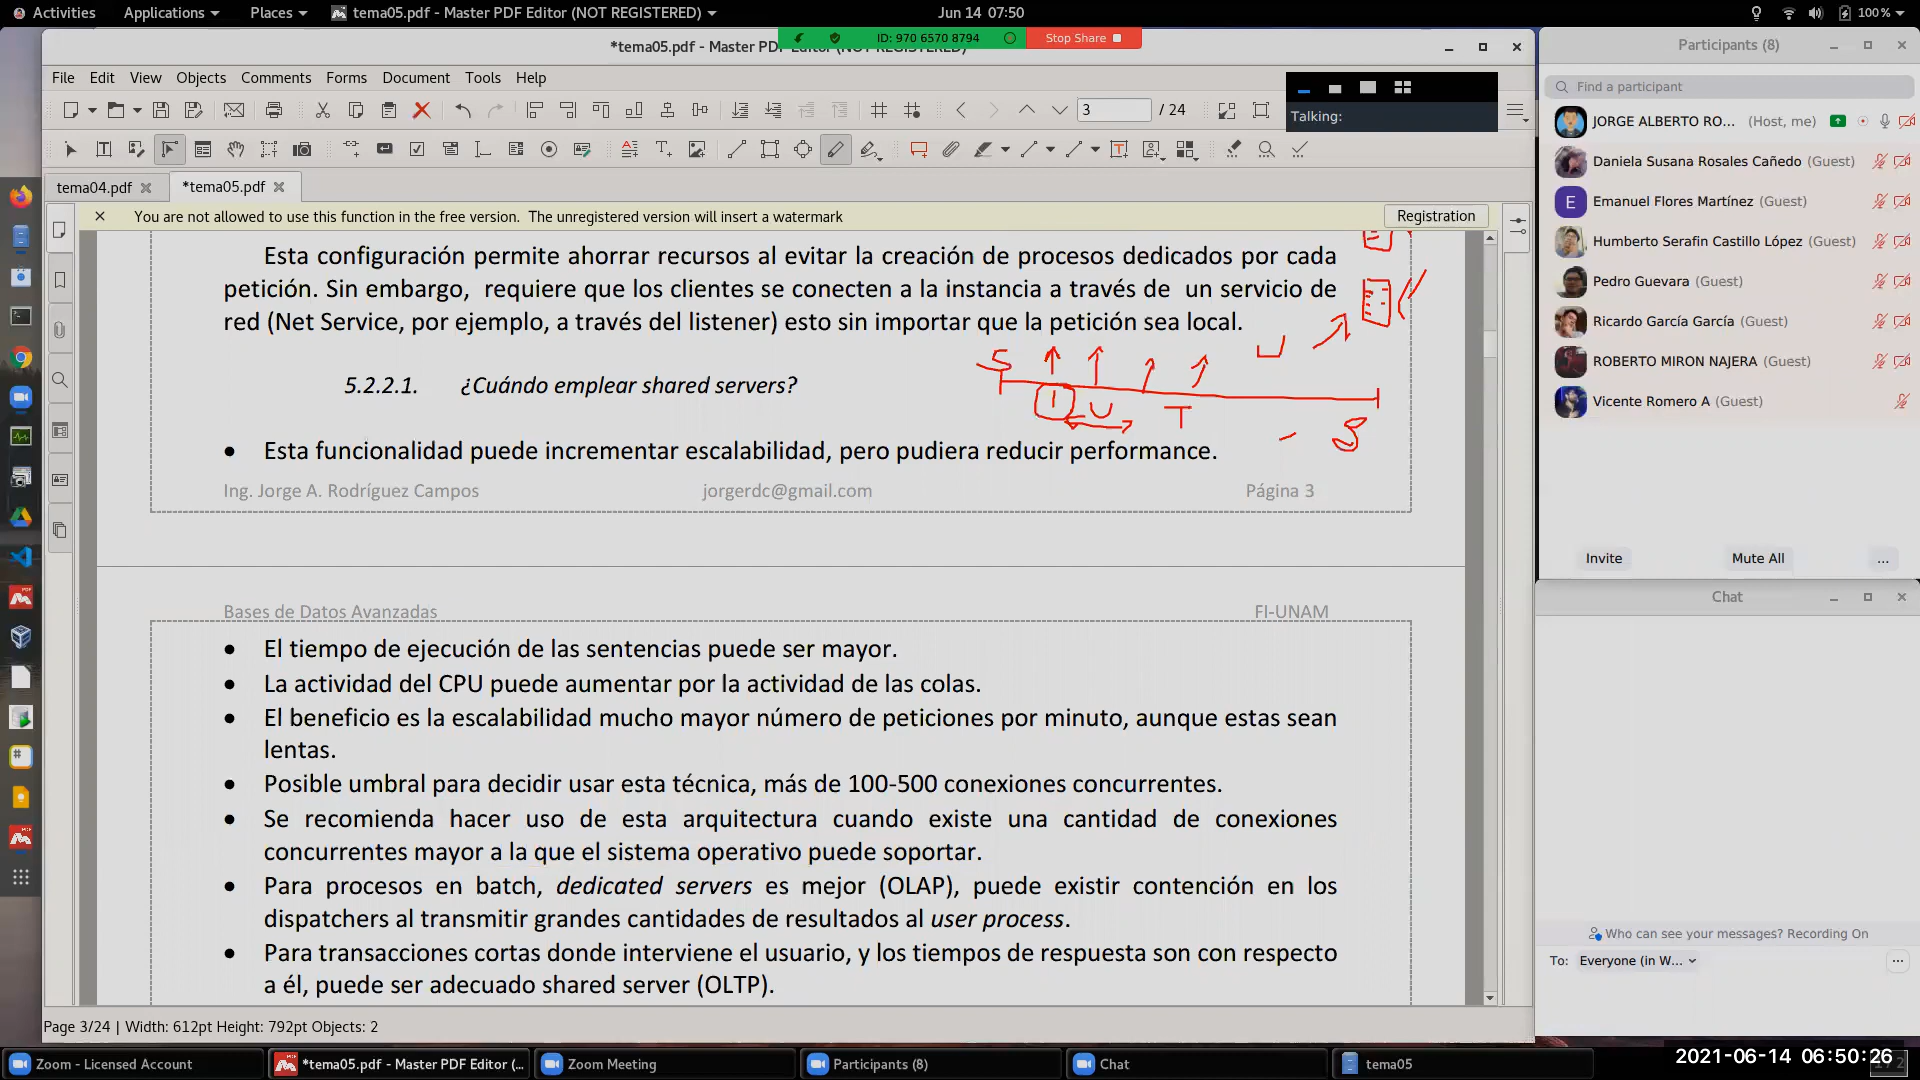 Activities Applications Places tema05.pdf - Master PDF Editor (NOT REGISTERED) Jun 14 07:50 100%
*tema05.pdf - Master PDF Editor (NOT REGISTERED)
ID: 970 6570 8794 Stop Share
File Edit View Objects Comments Forms Document Tools Help
3 / 24
Talking:
tema04.pdf *tema05.pdf
You are not allowed to use this function in the free version. The unregistered version will insert a watermark Registration
Esta configuración permite ahorrar recursos al evitar la creación de procesos dedicados por cada
petición. Sin embargo, requiere que los clientes se conecten a la instancia a través de un servicio de
red (Net Service, por ejemplo, a través del listener) esto sin importar que la petición sea local.
S U
5.2.2.1. ¿Cuándo emplear shared servers?
I U T
S
• Esta funcionalidad puede incrementar escalabilidad, pero pudiera reducir performance.
Ing. Jorge A. Rodríguez Campos jorgerdc@gmail.com Página 3
Bases de Datos Avanzadas FI-UNAM
• El tiempo de ejecución de las sentencias puede ser mayor.
• La actividad del CPU puede aumentar por la actividad de las colas.
• El beneficio es la escalabilidad mucho mayor número de peticiones por minuto, aunque estas sean
lentas.
• Posible umbral para decidir usar esta técnica, más de 100-500 conexiones concurrentes.
• Se recomienda hacer uso de esta arquitectura cuando existe una cantidad de conexiones
concurrentes mayor a la que el sistema operativo puede soportar.
• Para procesos en batch, dedicated servers es mejor (OLAP), puede existir contención en los
dispatchers al transmitir grandes cantidades de resultados al user process.
• Para transacciones cortas donde interviene el usuario, y los tiempos de respuesta son con respecto
a él, puede ser adecuado shared server (OLTP).
Page 3/24 | Width: 612pt Height: 792pt Objects: 2
Participants (8)
Find a participant
JORGE ALBERTO RO... (Host, me)
Daniela Susana Rosales Cañedo (Guest)
E Emanuel Flores Martínez (Guest)
Humberto Serafin Castillo López (Guest)
Pedro Guevara (Guest)
Ricardo García García (Guest)
ROBERTO MIRON NAJERA (Guest)
Vicente Romero A (Guest)
Invite Mute All ...
Chat
Who can see your messages? Recording On
To: Everyone (in W...
Zoom - Licensed Account *tema05.pdf - Master PDF Editor (... Zoom Meeting Participants (8) Chat tema05
2021-06-14 06:50:26